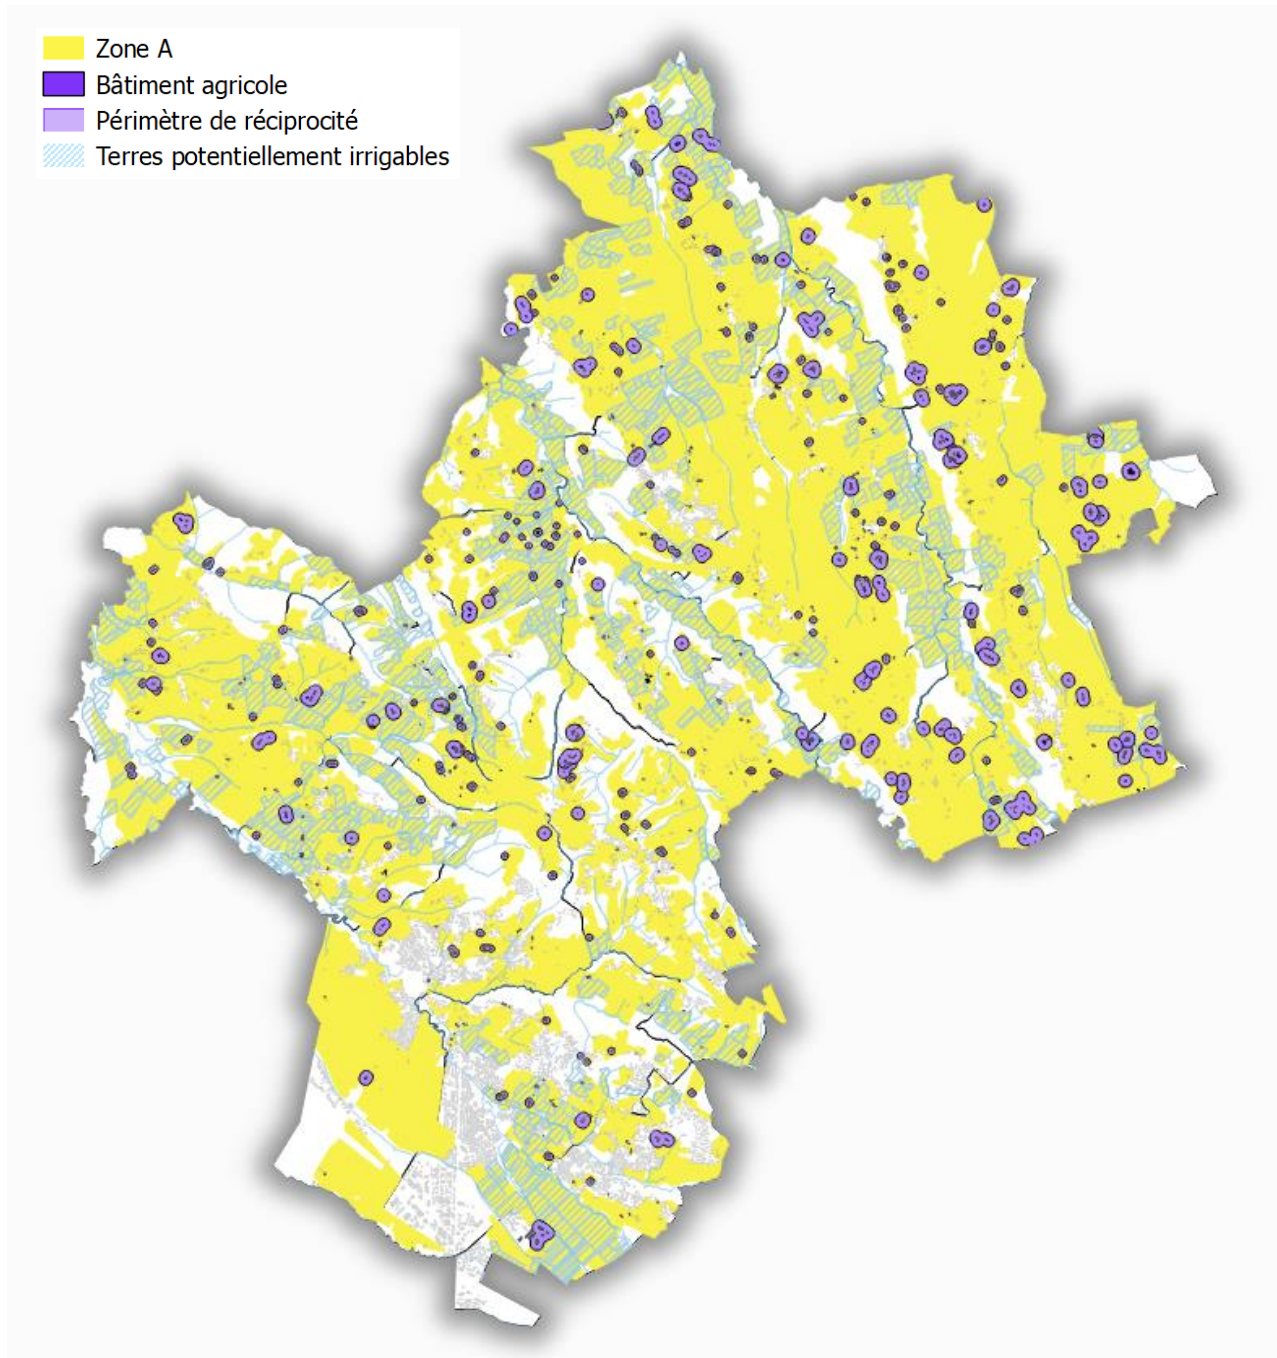 Zone A
Bâtiment agricole
Périmètre de réciprocité
Terres potentiellement irrigables